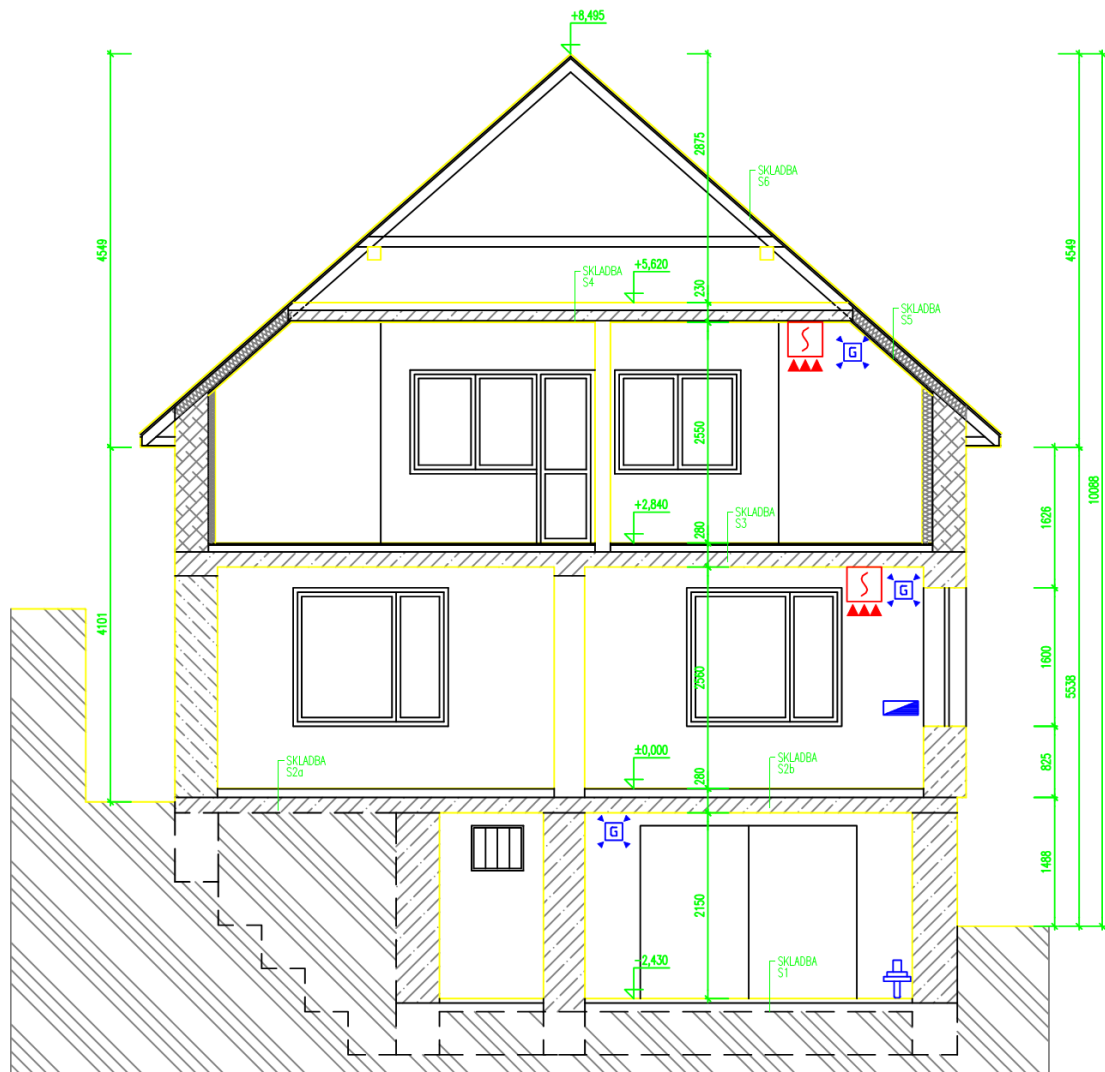 +8,495
2875
SKLADBA
S6
4549
4549
SKLADBA
S4
+5,620
230
SKLADBA
S5
G
2550
10088
+2,840
SKLADBA
S3
280
1626
G
4101
2560
1600
5538
SKLADBA
S2a
±0,000
280
SKLADBA
S2b
825
G
1488
2150
-2,430
SKLADBA
S1